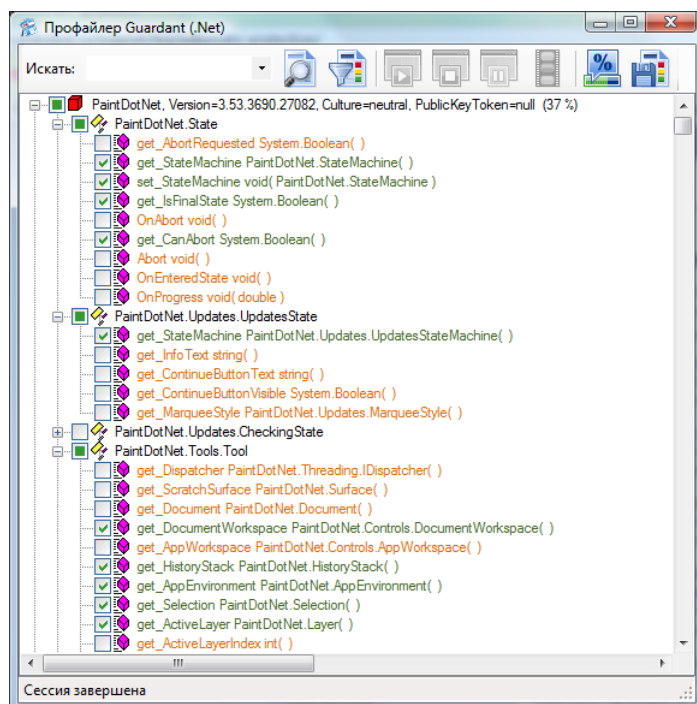 Профайлер Guardant (.Net)
Искать:
%
PaintDotNet, Version=3.53.3690.27082, Culture=neutral, PublicKeyToken=null (37 %)
PaintDotNet.State
get_AbortRequested System.Boolean( )
get_StateMachine PaintDotNet.StateMachine( )
set_StateMachine void( PaintDotNet.StateMachine )
get_IsFinalState System.Boolean( )
OnAbort void( )
get_CanAbort System.Boolean( )
Abort void( )
OnEnteredState void( )
OnProgress void( double )
PaintDotNet.Updates.UpdatesState
get_StateMachine PaintDotNet.Updates.UpdatesStateMachine( )
get_InfoText string( )
get_ContinueButtonText string( )
get_ContinueButtonVisible System.Boolean( )
get_MarqueeStyle PaintDotNet.Updates.MarqueeStyle( )
PaintDotNet.Updates.CheckingState
PaintDotNet.Tools.Tool
get_Dispatcher PaintDotNet.Threading.IDispatcher( )
get_ScratchSurface PaintDotNet.Surface( )
get_Document PaintDotNet.Document( )
get_DocumentWorkspace PaintDotNet.Controls.DocumentWorkspace( )
get_AppWorkspace PaintDotNet.Controls.AppWorkspace( )
get_HistoryStack PaintDotNet.HistoryStack( )
get_AppEnvironment PaintDotNet.AppEnvironment( )
get_Selection PaintDotNet.Selection( )
get_ActiveLayer PaintDotNet.Layer( )
get_ActiveLayerIndex int( )
Сессия завершена